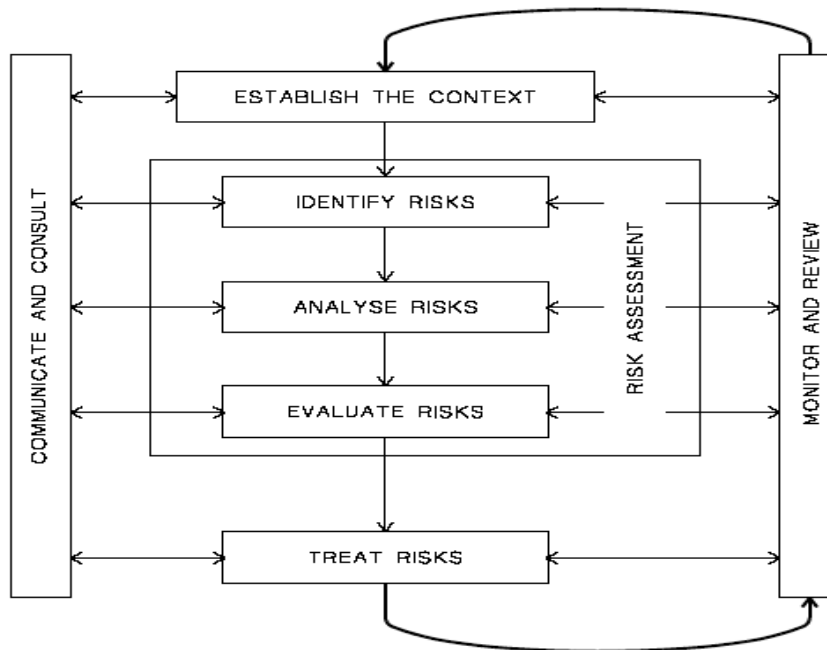 ESTABLISH THE CONTEXT
COMMUNICATE AND CONSULT
IDENTIFY RISKS
ANALYSE RISKS
EVALUATE RISKS
RISK ASSESSMENT
MONITOR AND REVIEW
TREAT RISKS